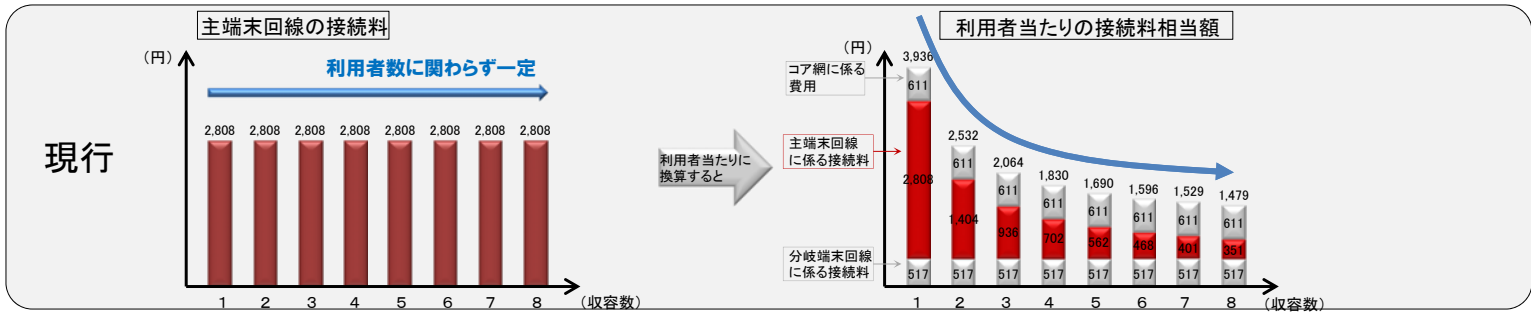 現行
主端末回線の接続料
（円）
利用者数に関わらず一定
2,808 2,808 2,808 2,808 2,808 2,808 2,808 2,808
1 2 3 4 5 6 7 8
（収容数）
利用者当たりに
換算すると
利用者当たりの接続料相当額
（円）
コア網に係る
費用
主端末回線
に係る接続料
分岐端末回線
に係る接続料
3,936 2,532 2,064 1,830 1,690 1,596 1,529 1,479
611 611 611 611 611 611 611 611
2,808 1,404 936 702 562 468 401 351
517 517 517 517 517 517 517 517
1 2 3 4 5 6 7 8
（収容数）